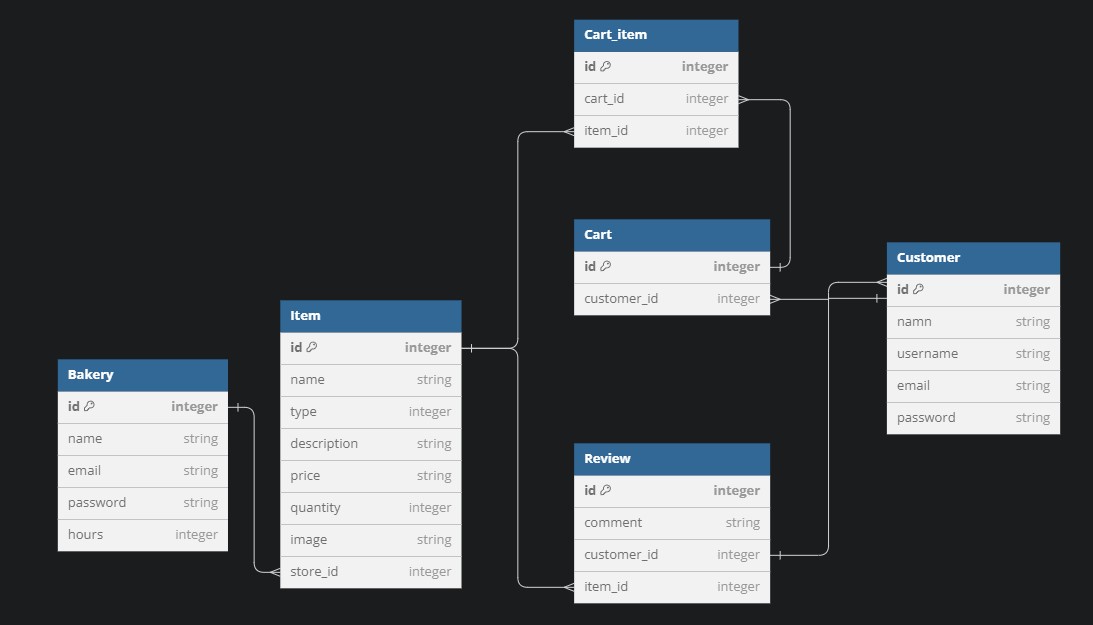 Cart_item
id integer
cart_id integer
item_id integer
Cart
id integer
customer_id integer
Customer
id integer
namn string
username string
email string
password string
Item
id integer
name string
type integer
description string
price string
quantity integer
image string
store_id integer
Bakery
id integer
name string
email string
password string
hours integer
Review
id integer
comment string
customer_id integer
item_id integer